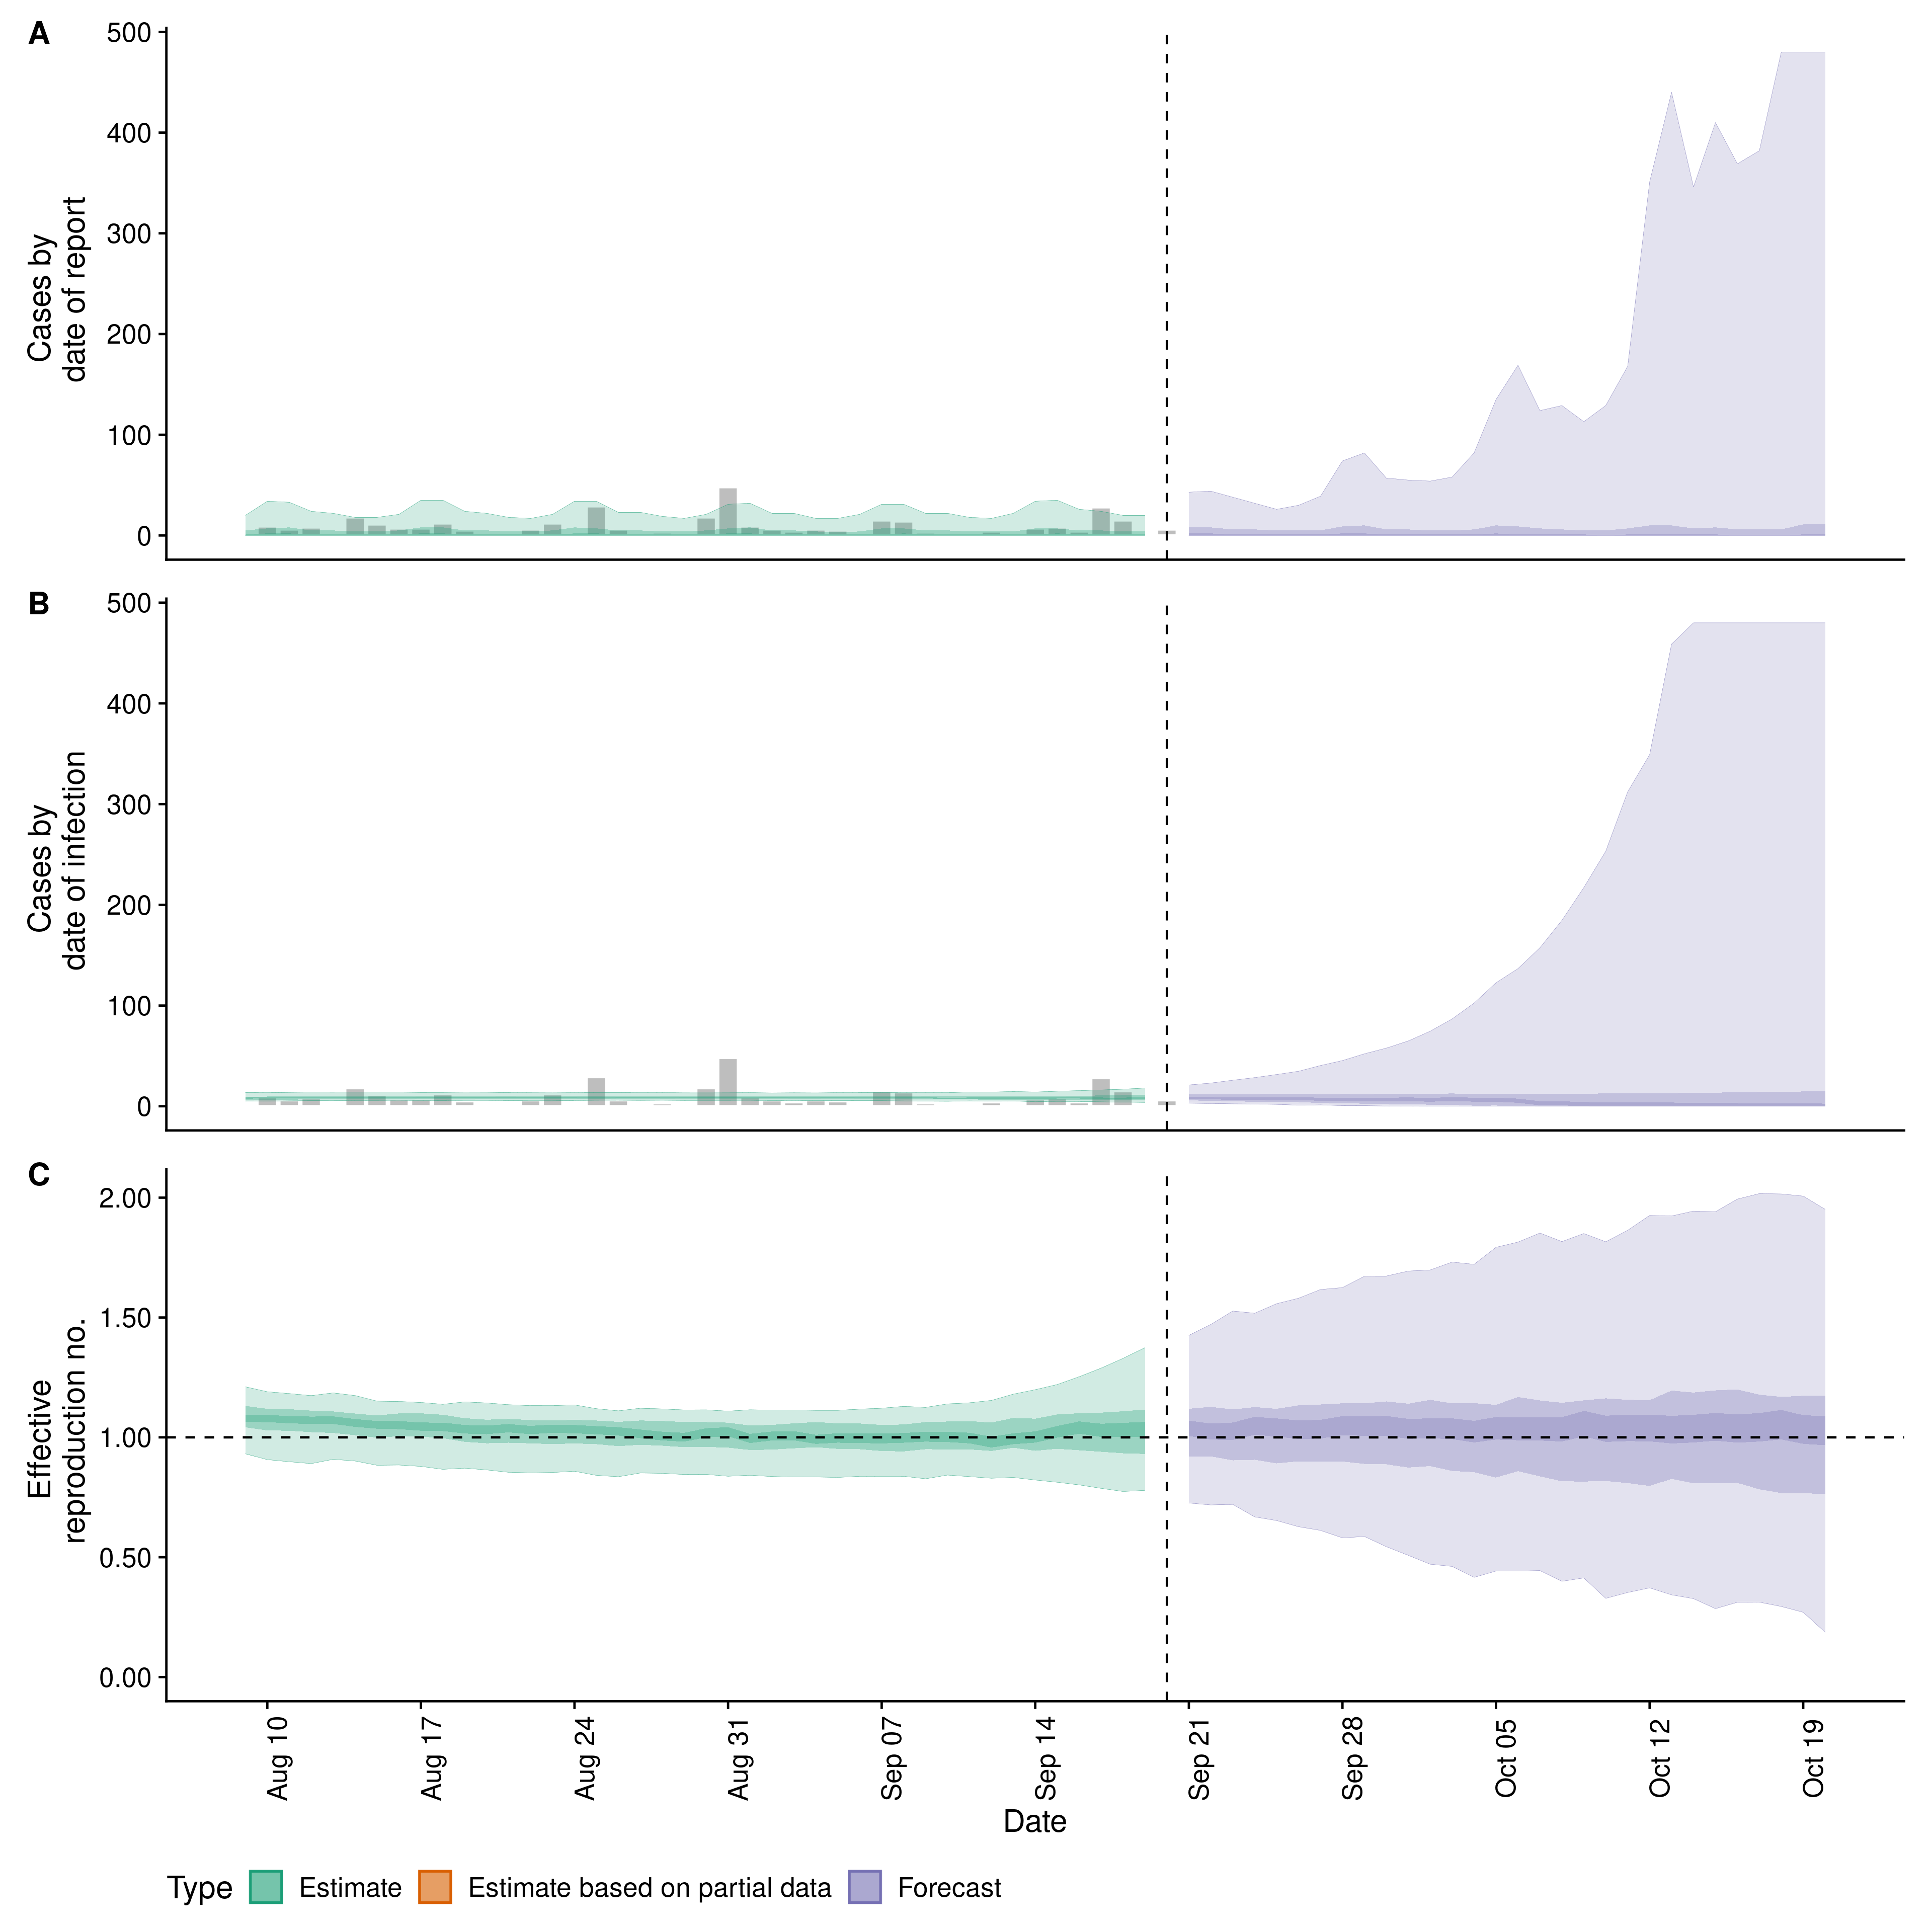 A
500
400
300
200
100
0
Cases by
date of report
B
500
400
300
200
100
0
Cases by
date of infection
C
2.00
1.50
1.00
0.50
0.00
Effective
reproduction no.
Aug 10
Aug 17
Aug 24
Aug 31
Sep 07
Sep 14
Sep 21
Sep 28
Oct 05
Oct 12
Oct 19
Date
Type Estimate Estimate based on partial data Forecast